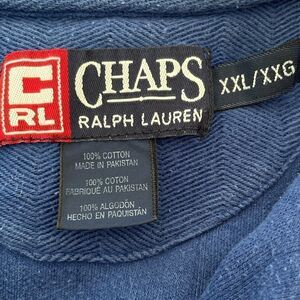 C
RL
CHAPS
RALPH LAUREN
XXL/XXG
100% COTTON
MADE IN PAKISTAN
100% COTON
FABRIQUÉ AU PAKISTAN
100% ALGODÓN
HECHO EN PAQUISTÁN